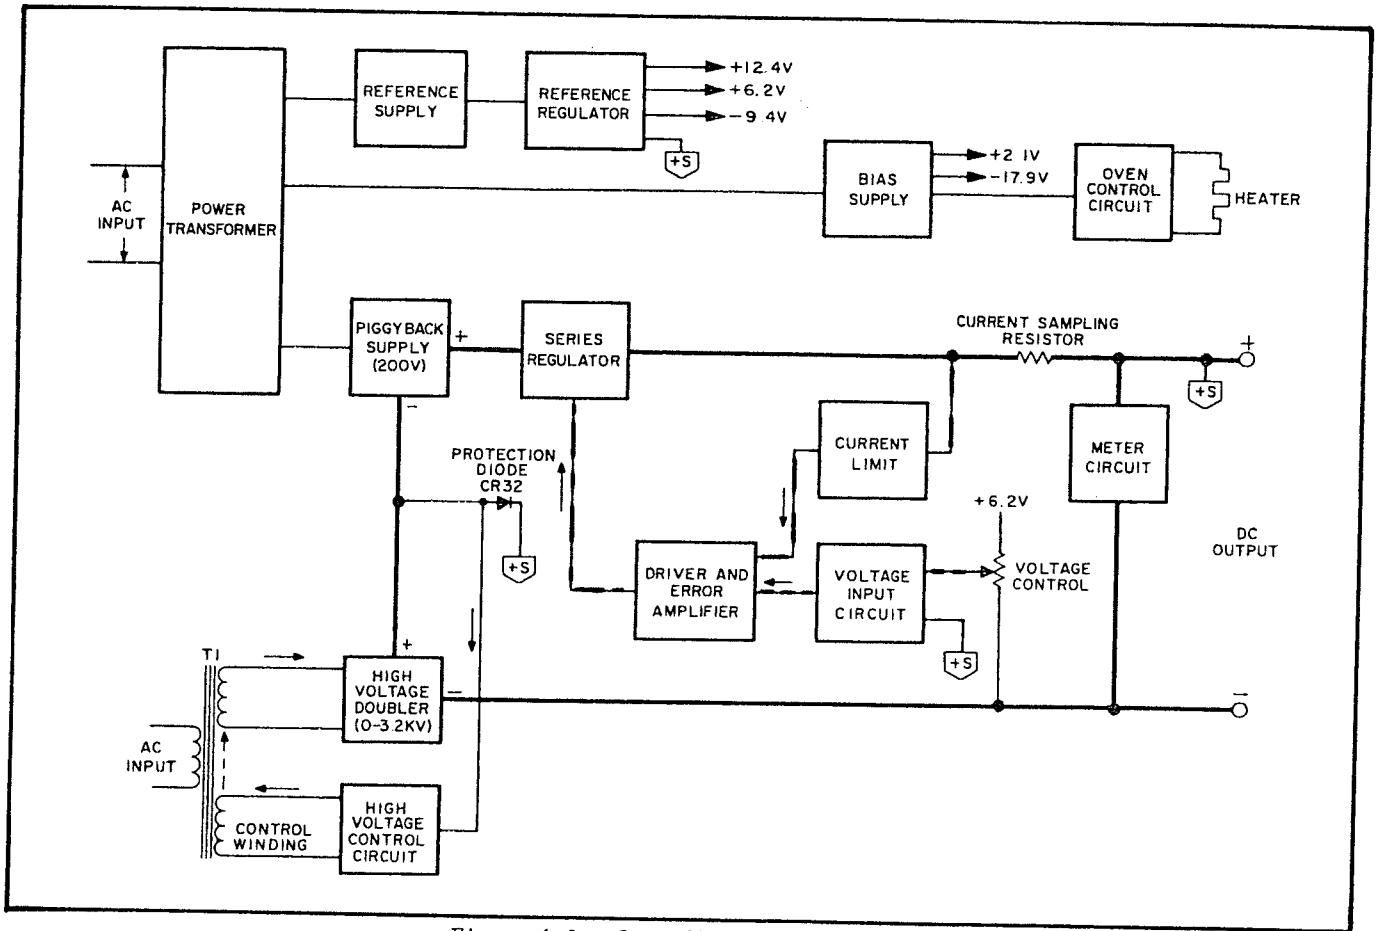 +12.4V
REFERENCE
SUPPLY
REFERENCE
REGULATOR
+6.2V
-9.4V
+S
+2.1V
-17.9V
BIAS
SUPPLY
OVEN
CONTROL
CIRCUIT
HEATER
AC
INPUT
POWER
TRANSFORMER
PIGGYBACK
SUPPLY
(200V)
+
-
SERIES
REGULATOR
CURRENT SAMPLING
RESISTOR
+
+S
CURRENT
LIMIT
METER
CIRCUIT
PROTECTION
DIODE
CR32
+S
+6.2V
DC
OUTPUT
DRIVER AND
ERROR
AMPLIFIER
VOLTAGE
INPUT
CIRCUIT
VOLTAGE
CONTROL
+S
T1
+
HIGH
VOLTAGE
DOUBLER
(0-3.2KV)
-
-
AC
INPUT
CONTROL
WINDING
HIGH
VOLTAGE
CONTROL
CIRCUIT